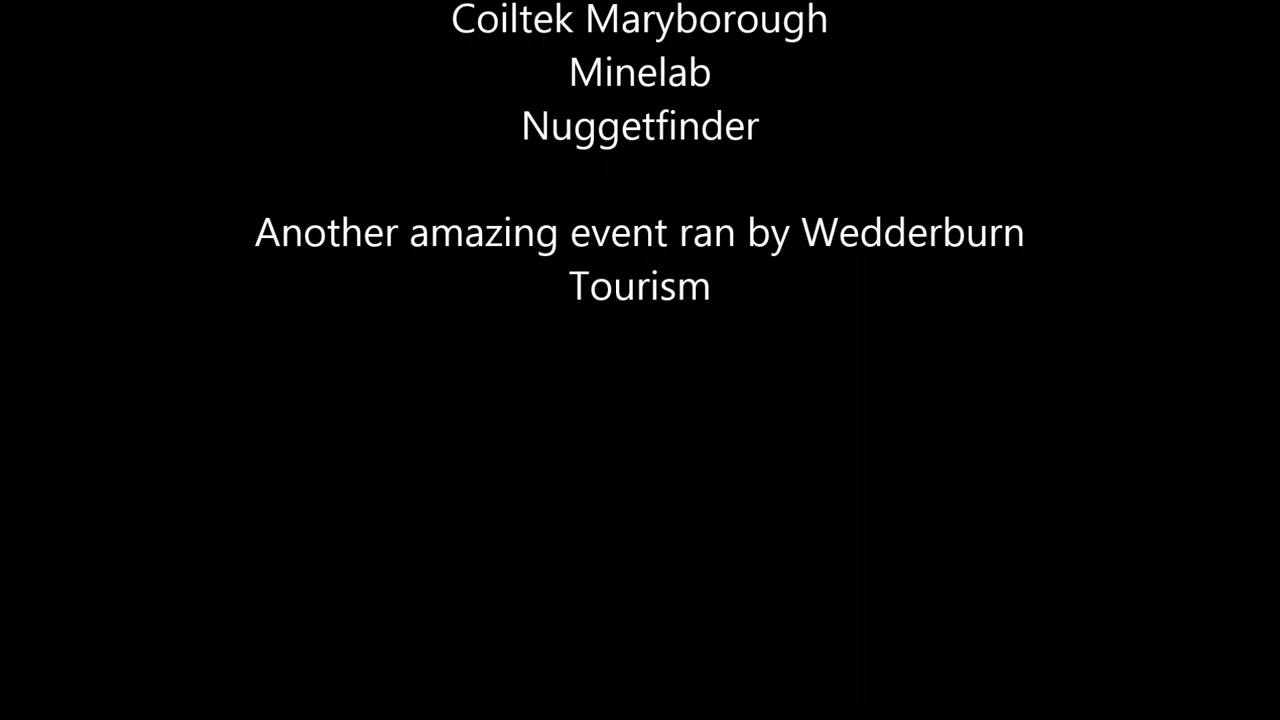 Coiltek Maryborough
Minelab
Nuggetfinder
Another amazing event ran by Wedderburn
Tourism